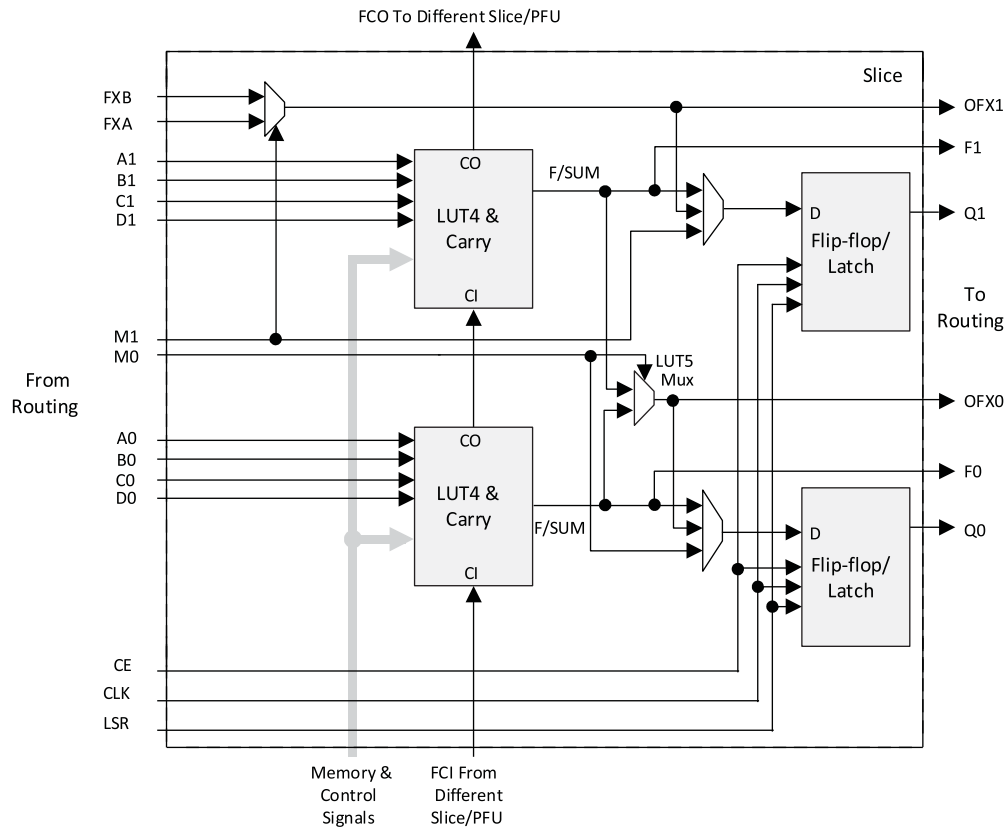 FCO To Different Slice/PFU
Slice
FXB
FXA
OFX1
F1
A1
B1
C1
D1
CO
LUT4 &
Carry
CI
F/SUM
D
Flip-flop/
Latch
Q1
To
Routing
M1
M0
From
Routing
LUT5
Mux
OFX0
A0
B0
C0
D0
CO
LUT4 &
Carry
CI
F/SUM
F0
D
Flip-flop/
Latch
Q0
CE
CLK
LSR
Memory &
Control
Signals
FCI From
Different
Slice/PFU